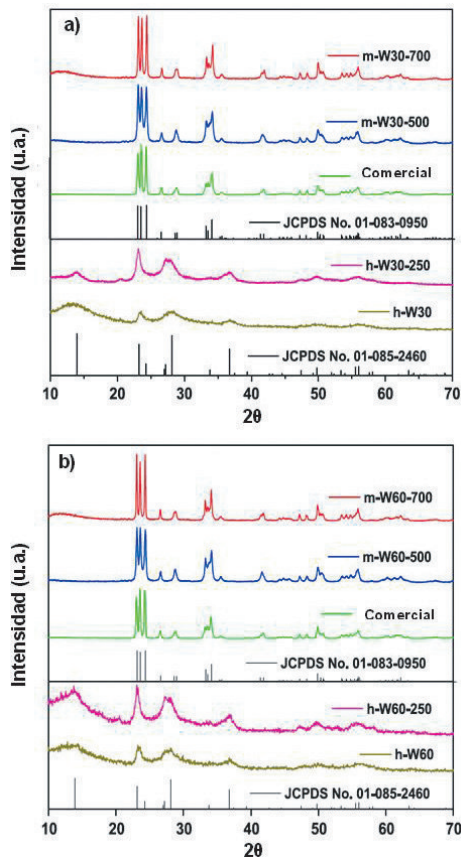 a)
Intensidad (u.a.)
m-W30-700
m-W30-500
Comercial
JCPDS No. 01-083-0950
h-W30-250
h-W30
JCPDS No. 01-085-2460
10 20 30 40 50 60 70
2θ
b)
Intensidad (u.a.)
m-W60-700
m-W60-500
Comercial
JCPDS No. 01-083-0950
h-W60-250
h-W60
JCPDS No. 01-085-2460
10 20 30 40 50 60 70
2θ